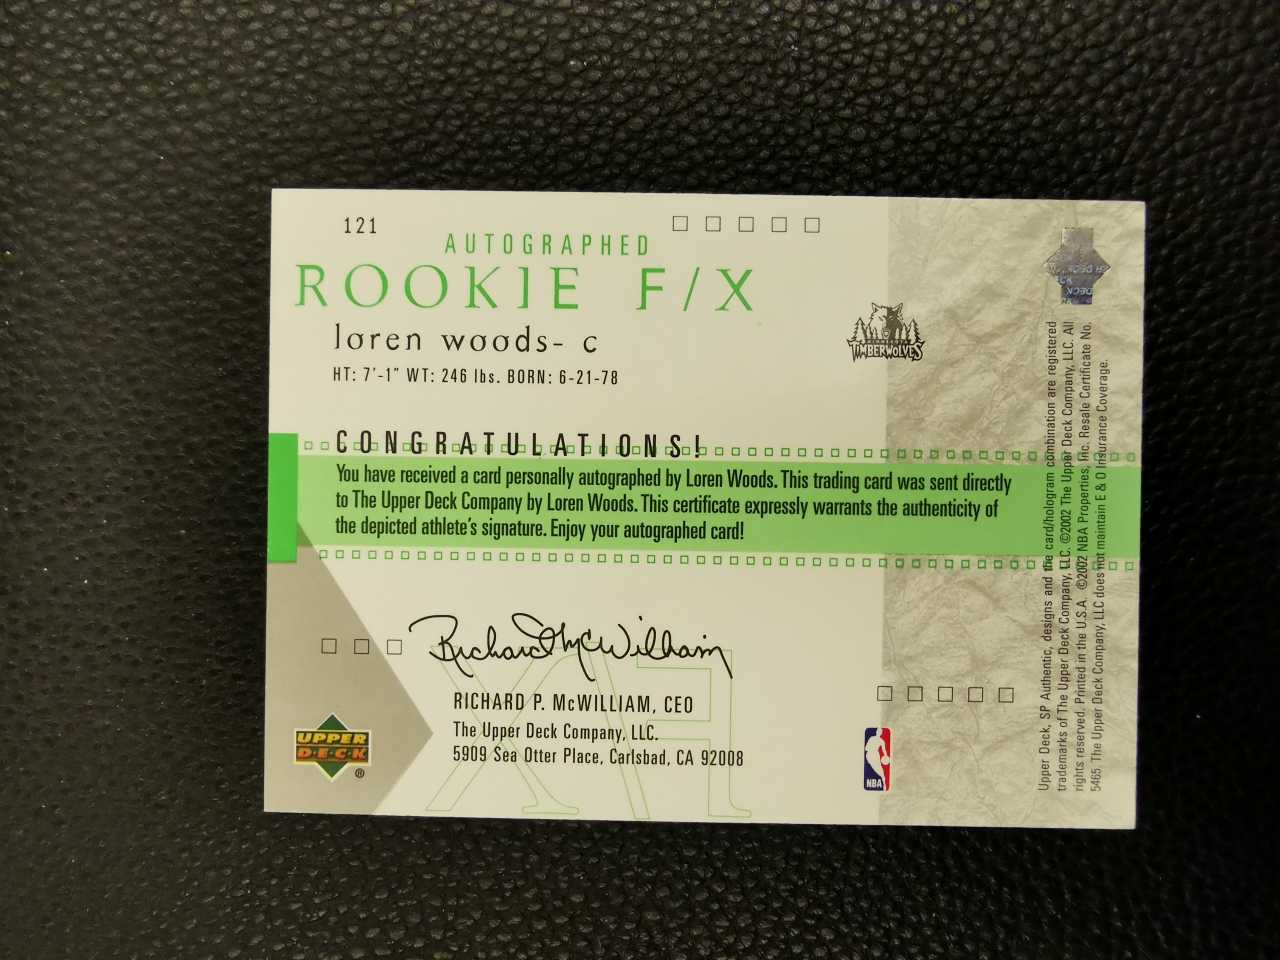 121
AUTOGRAPHED
ROOKIE F/X
loren woods- c
HT: 7'-1" WT: 246 lbs. BORN: 6-21-78
MINNESOTA
TIMBERWOLVES
CONGRATULATIONS!
You have received a card personally autographed by Loren Woods. This trading card was sent directly
to The Upper Deck Company by Loren Woods. This certificate expressly warrants the authenticity of
the depicted athlete's signature. Enjoy your autographed card!
Richard McWilliam
RICHARD P. McWILLIAM, CEO
The Upper Deck Company, LLC.
5909 Sea Otter Place, Carlsbad, CA 92008
FX
UPPER
DECK
®
NBA
Upper Deck, SP Authentic, designs and the card/hologram combination are registered
trademarks of The Upper Deck Company, LLC. ©2002 The Upper Deck Company, LLC. All
rights reserved. Printed in the U.S.A. ©2002 NBA Properties, Inc. Resale Certificate No.
5465. The Upper Deck Company, LLC does not maintain E & O Insurance Coverage.